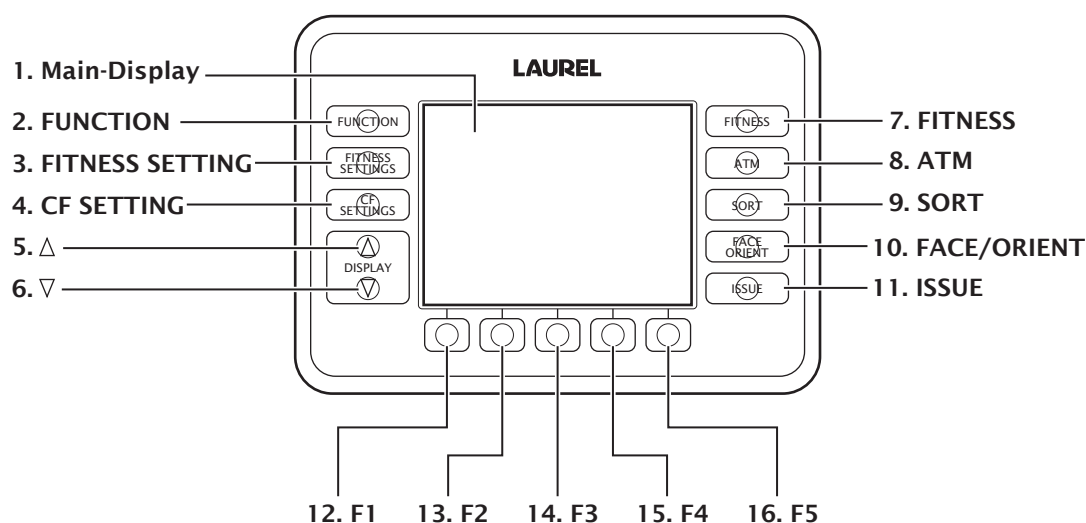 LAUREL
1. Main-Display
2. FUNCTION
3. FITNESS SETTING
4. CF SETTING
5. △
6. ▽
FUNCTION
FITNESS
SETTINGS
CF
SETTINGS
DISPLAY
FITNESS
ATM
SORT
FACE
ORIENT
ISSUE
7. FITNESS
8. ATM
9. SORT
10. FACE/ORIENT
11. ISSUE
12. F1
13. F2
14. F3
15. F4
16. F5